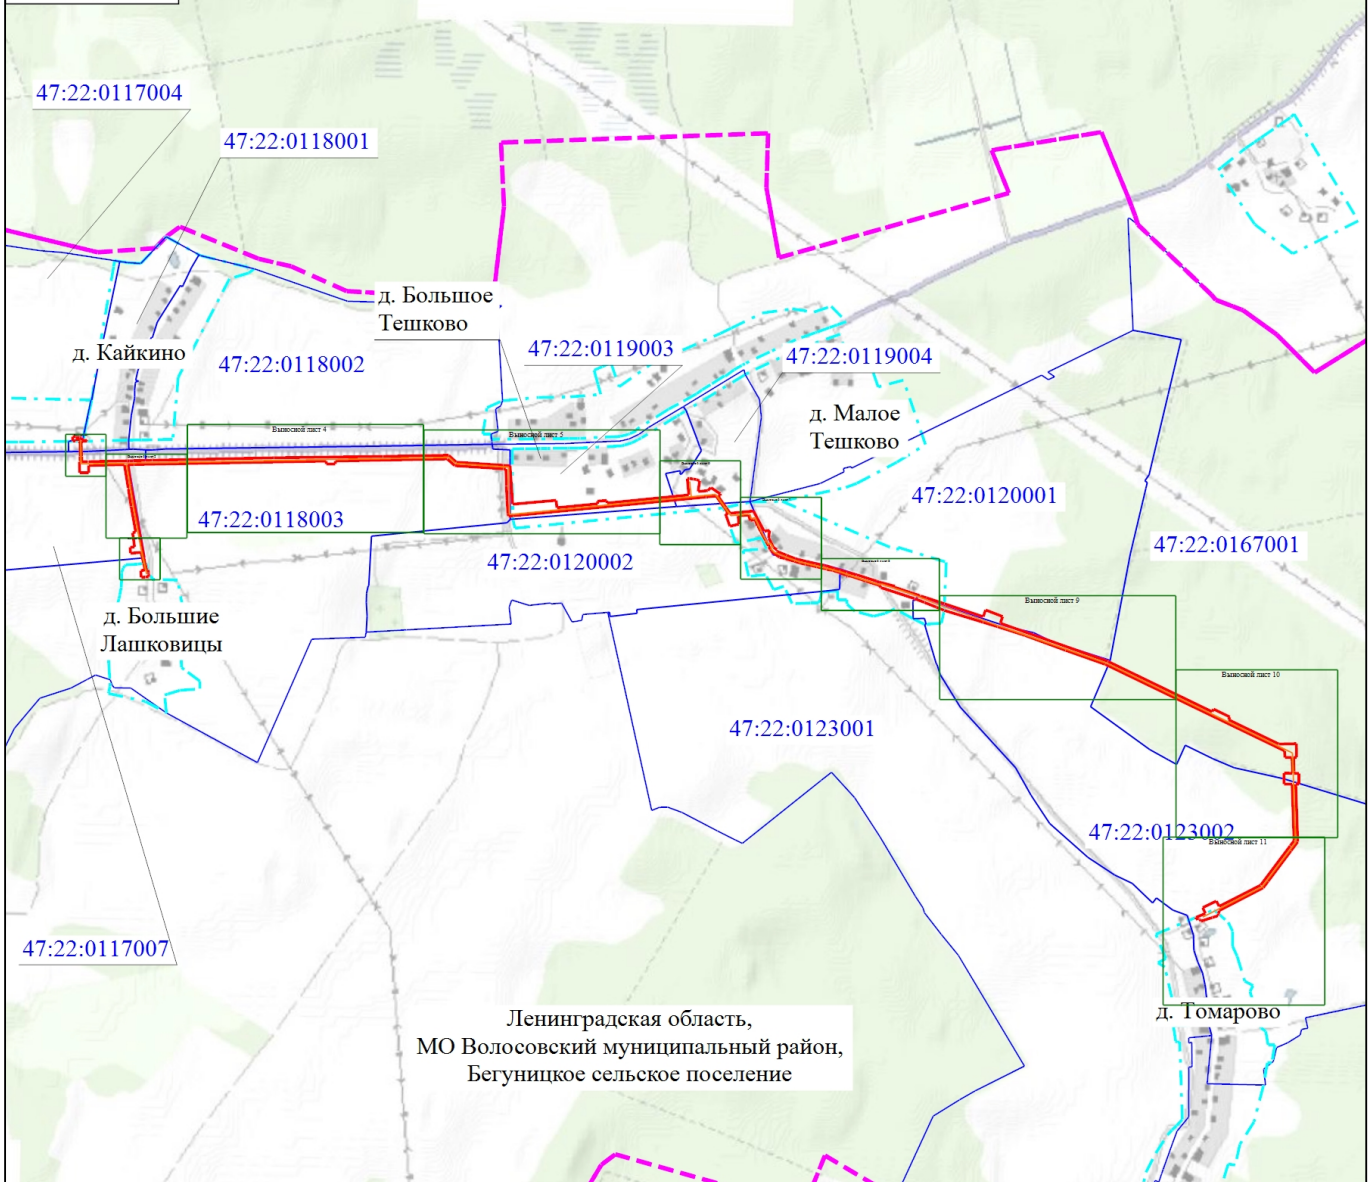 47:22:0117004
47:22:0118001
д. Большое
Тешково
47:22:0119003
47:22:0119004
д. Кайкино
47:22:0118002
д. Малое
Тешково
Выносной лист 4
Выносной лист 5
47:22:0120001
47:22:0118003
47:22:0167001
47:22:0120002
Выносной лист 9
д. Большие
Лашковицы
Выносной лист 10
47:22:0123001
47:22:0123002
Выносной лист 11
47:22:0117007
д. Томарово
Ленинградская область,
МО Волосовский муниципальный район,
Бегуницкое сельское поселение